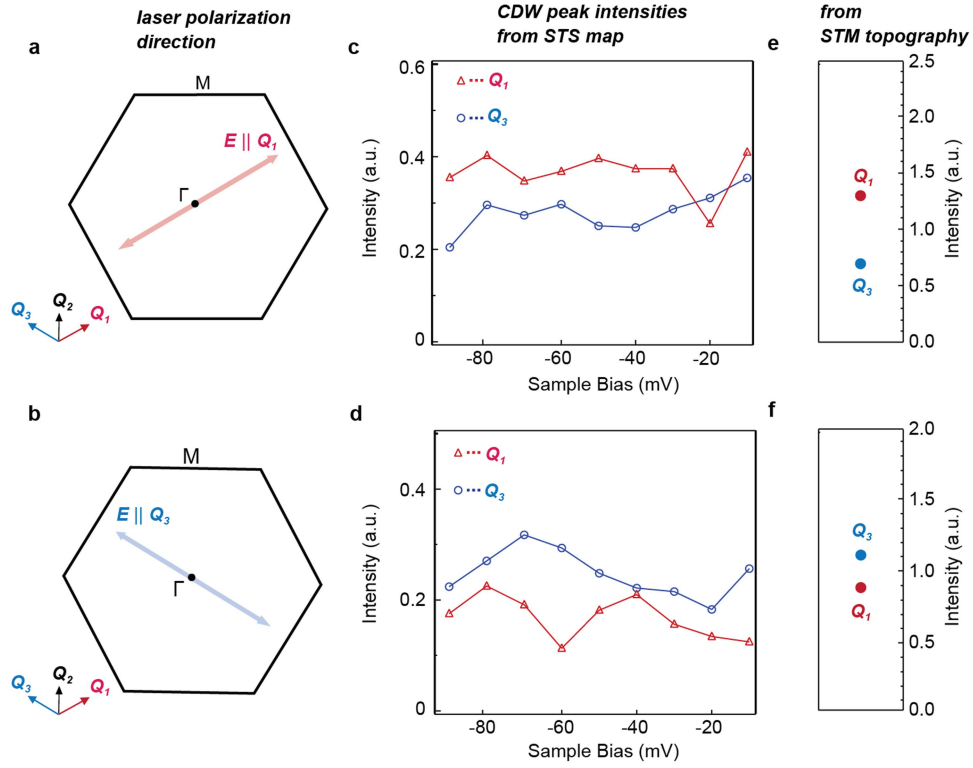 laser polarization
direction
CDW peak intensities
from STS map
from
STM topography
a
M
E || Q1
Γ
Q3
Q2
Q1
c
0.6
0.4
0.2
0
Intensity (a.u.)
Q1
Q3
-80
-60
-40
-20
Sample Bias (mV)
e
2.5
2.0
1.5
1.0
0.5
0.0
Intensity (a.u.)
Q1
Q3
b
M
E || Q3
Γ
Q3
Q2
Q1
d
0.4
0.2
0
Intensity (a.u.)
Q1
Q3
-80
-60
-40
-20
Sample Bias (mV)
f
2.0
1.5
1.0
0.5
0.0
Intensity (a.u.)
Q3
Q1